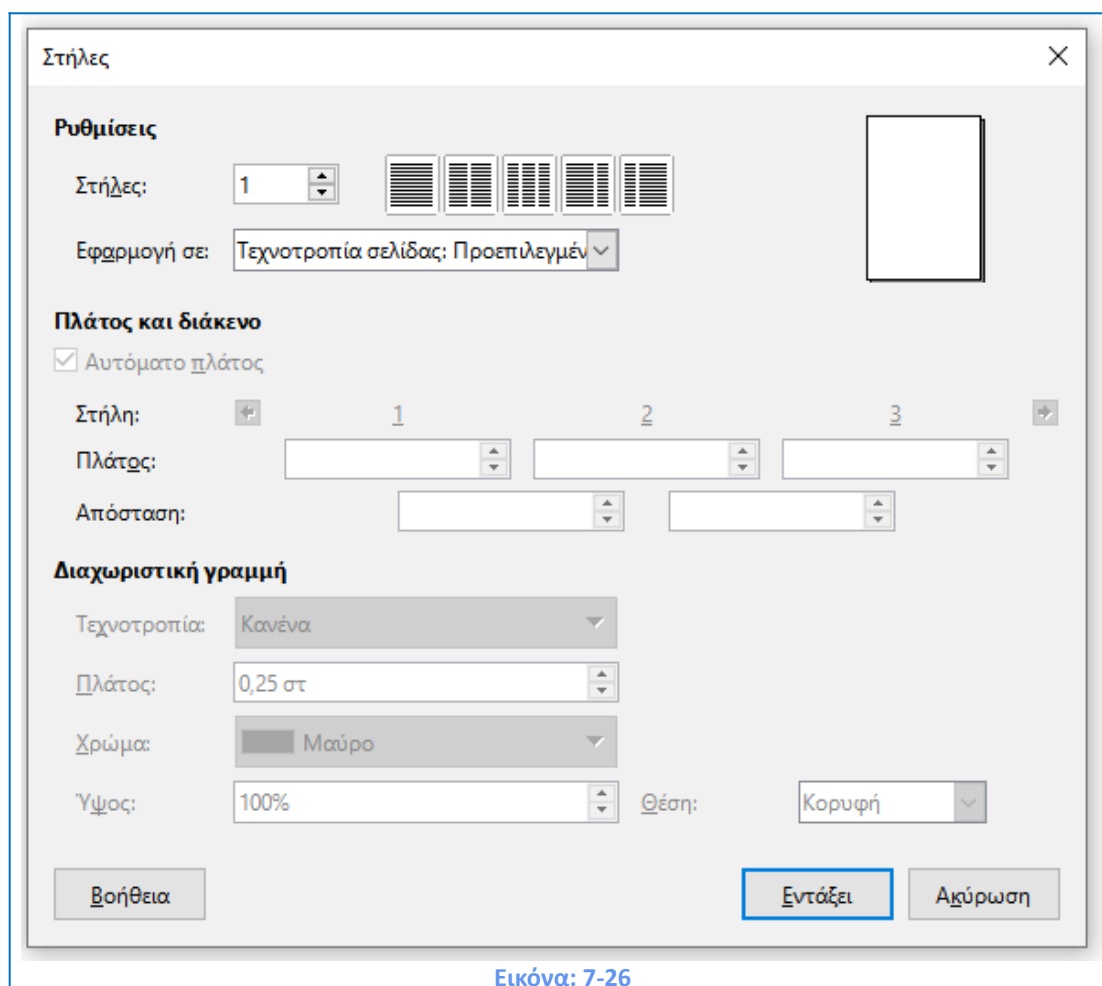 Στήλες
Ρυθμίσεις
Στήλες: 1
Εφαρμογή σε: Τεχνοτροπία σελίδας: Προεπιλεγμέν
Πλάτος και διάκενο
Αυτόματο πλάτος
Στήλη: 1 2 3
Πλάτος:
Απόσταση:
Διαχωριστική γραμμή
Τεχνοτροπία: Κανένα
Πλάτος: 0,25 στ
Χρώμα: Μαύρο
Ύψος: 100% Θέση: Κορυφή
Βοήθεια Εντάξει Ακύρωση
Εικόνα: 7-26